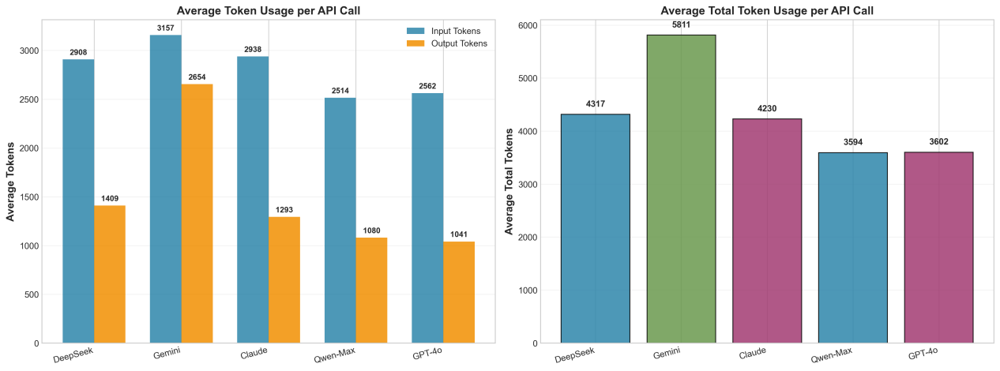 Average Token Usage per API Call
Average Tokens
3000
2500
2000
1500
1000
500
0
Input Tokens
Output Tokens
2908
1409
3157
2654
2938
1293
2514
1080
2562
1041
DeepSeek
Gemini
Claude
Qwen-Max
GPT-4o
Average Total Token Usage per API Call
Average Total Tokens
6000
5000
4000
3000
2000
1000
0
4317
5811
4230
3594
3602
DeepSeek
Gemini
Claude
Qwen-Max
GPT-4o